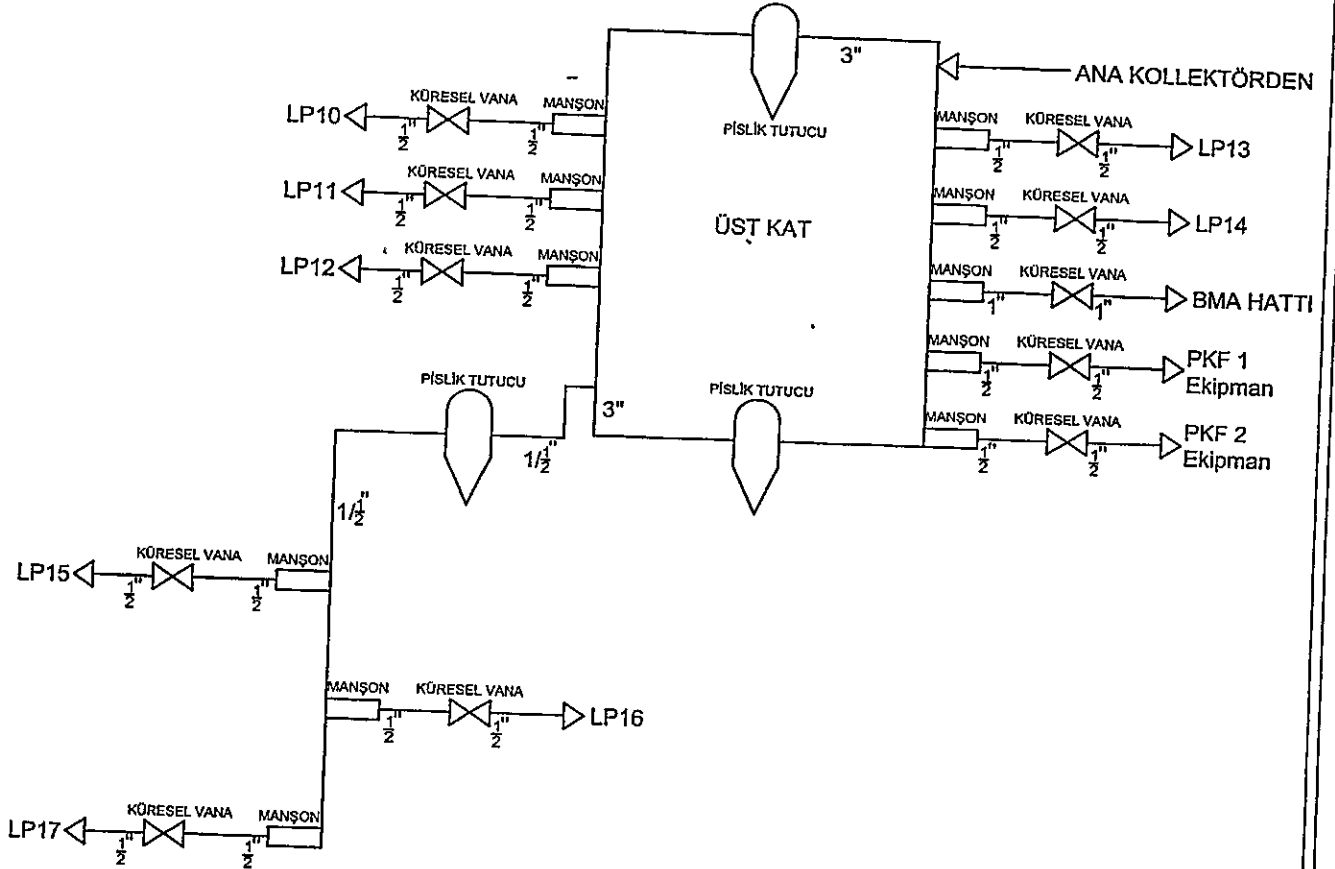 3"
ANA KOLLEKTÖRDEN
PİSLİK TUTUCU
LP10
KÜRESEL VANA
MANŞON
1/2"
1/2"
MANŞON
KÜRESEL VANA
1/2"
1/2"
LP13
LP11
KÜRESEL VANA
MANŞON
1/2"
1/2"
MANŞON
KÜRESEL VANA
1/2"
1/2"
LP14
ÜST KAT
LP12
KÜRESEL VANA
MANŞON
1/2"
1/2"
MANŞON
KÜRESEL VANA
1"
1"
BMA HATTI
MANŞON
KÜRESEL VANA
1/2"
1/2"
PKF 1
Ekipman
PİSLİK TUTUCU
3"
PİSLİK TUTUCU
MANŞON
KÜRESEL VANA
1/2"
1/2"
PKF 2
Ekipman
1/1/2"
1/1/2"
LP15
KÜRESEL VANA
MANŞON
1/2"
1/2"
MANŞON
KÜRESEL VANA
1/2"
1/2"
LP16
LP17
KÜRESEL VANA
MANŞON
1/2"
1/2"